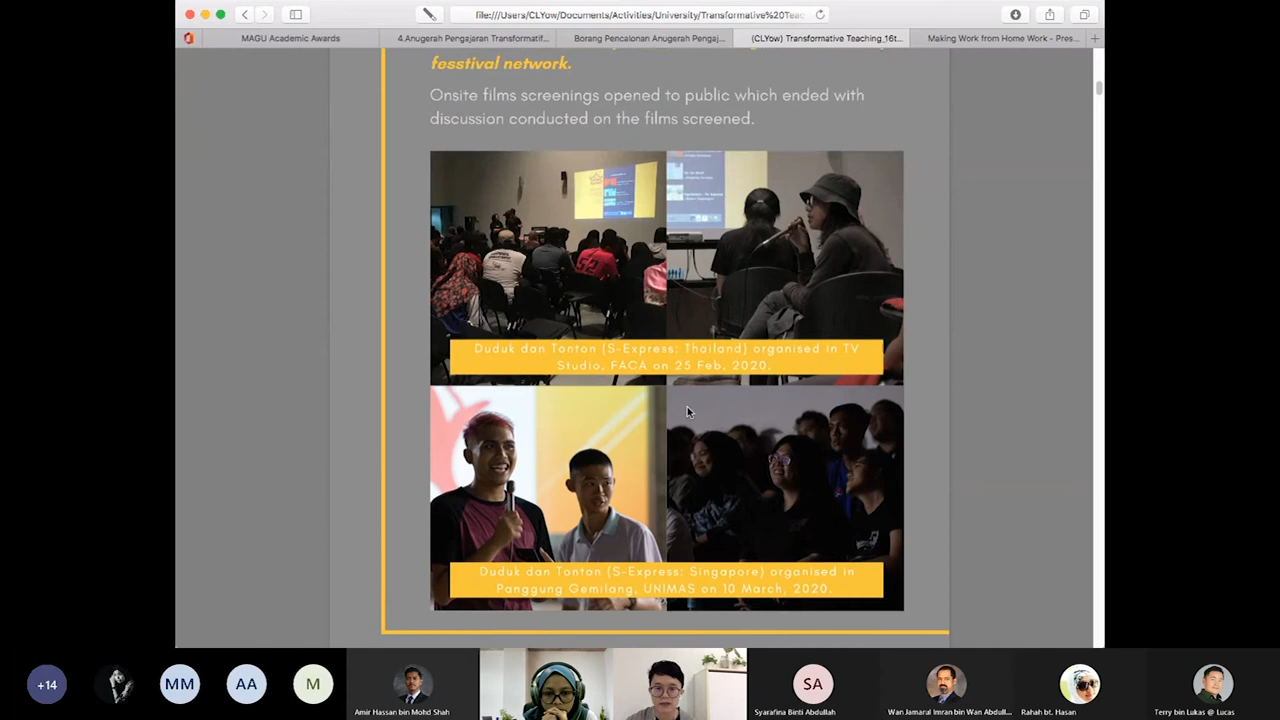 file:///Users/CLYow/Documents/Activities/University/Transformative%20Teac
MAGU Academic Awards
4.Anugerah Pengajaran Transformatif...
Borang Pencalonan Anugerah Pengaj...
(CLYow) Transformative Teaching_16t...
Making Work from Home Work - Pres...
fesstival network.
Onsite films screenings opened to public which ended with
discussion conducted on the films screened.
52
Duduk dan Tonton (S-Express: Thailand) organised in TV
Studio, FACA on 25 Feb, 2020.
Duduk dan Tonton (S-Express: Singapore) organised in
Panggung Gemilang, UNIMAS on 10 March, 2020.
+14
MM
AA
M
SA
Amir Hassan bin Mohd Shah
Syarafina Binti Abdullah
Wan Jamarul Imran bin Wan Abdull...
Rahah bt. Hasan
Terry bin Lukas @ Lucas